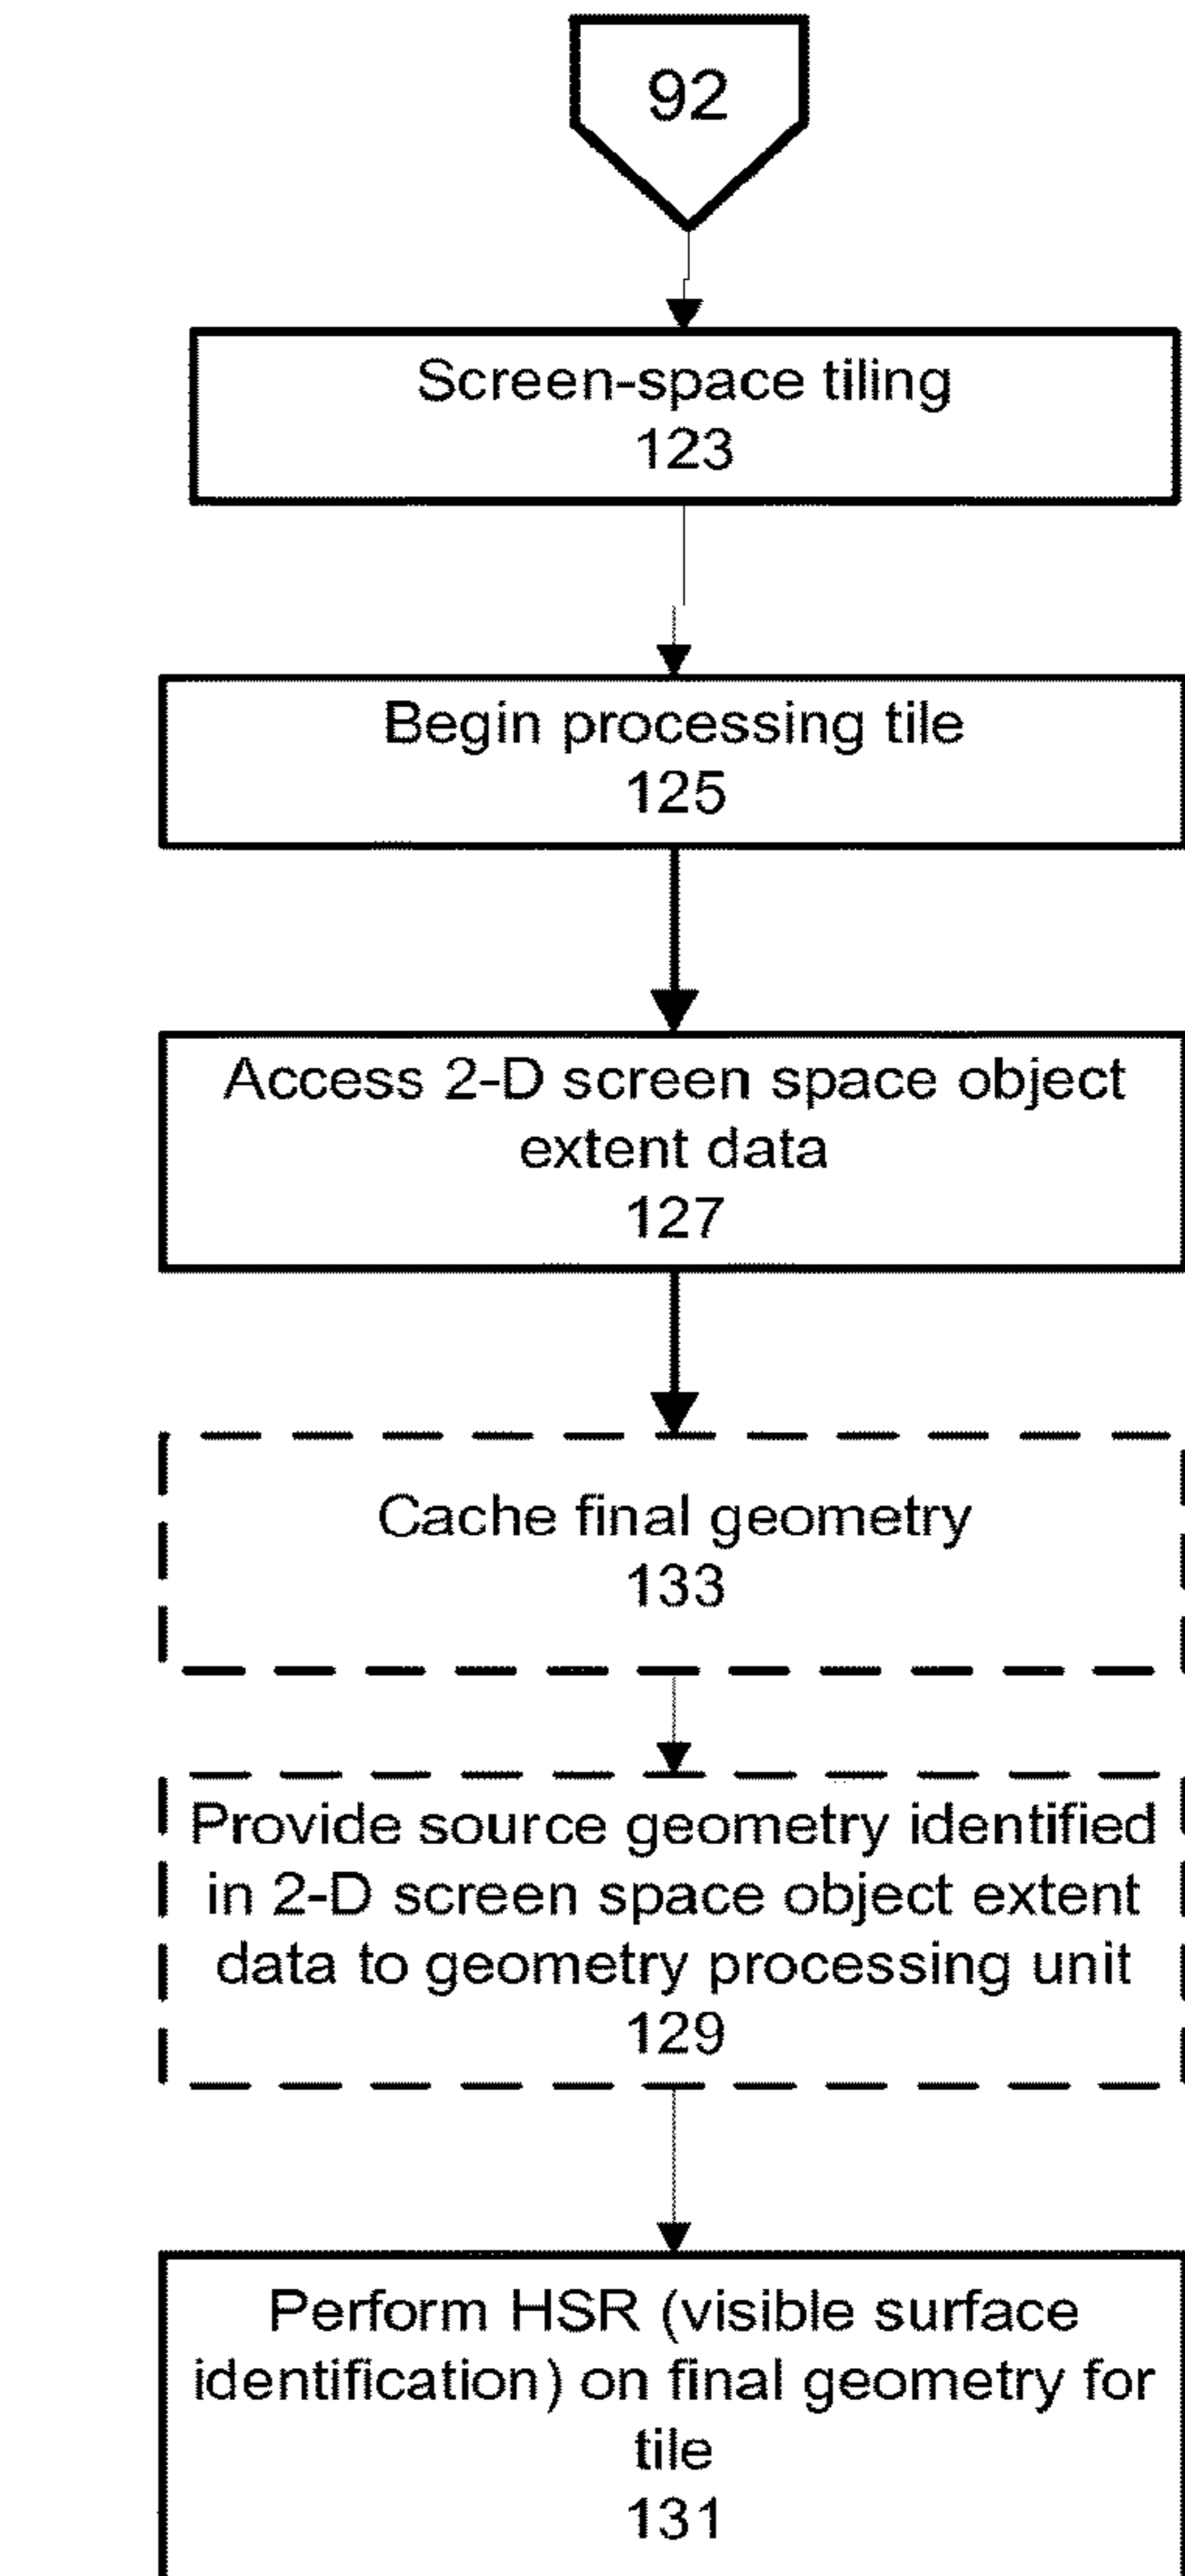 92
Screen-space tiling
123
Begin processing tile
125
Access 2-D screen space object
extent data
127
Cache final geometry
133
Provide source geometry identified
in 2-D screen space object extent
data to geometry processing unit
129
Perform HSR (visible surface
identification) on final geometry for
tile
131